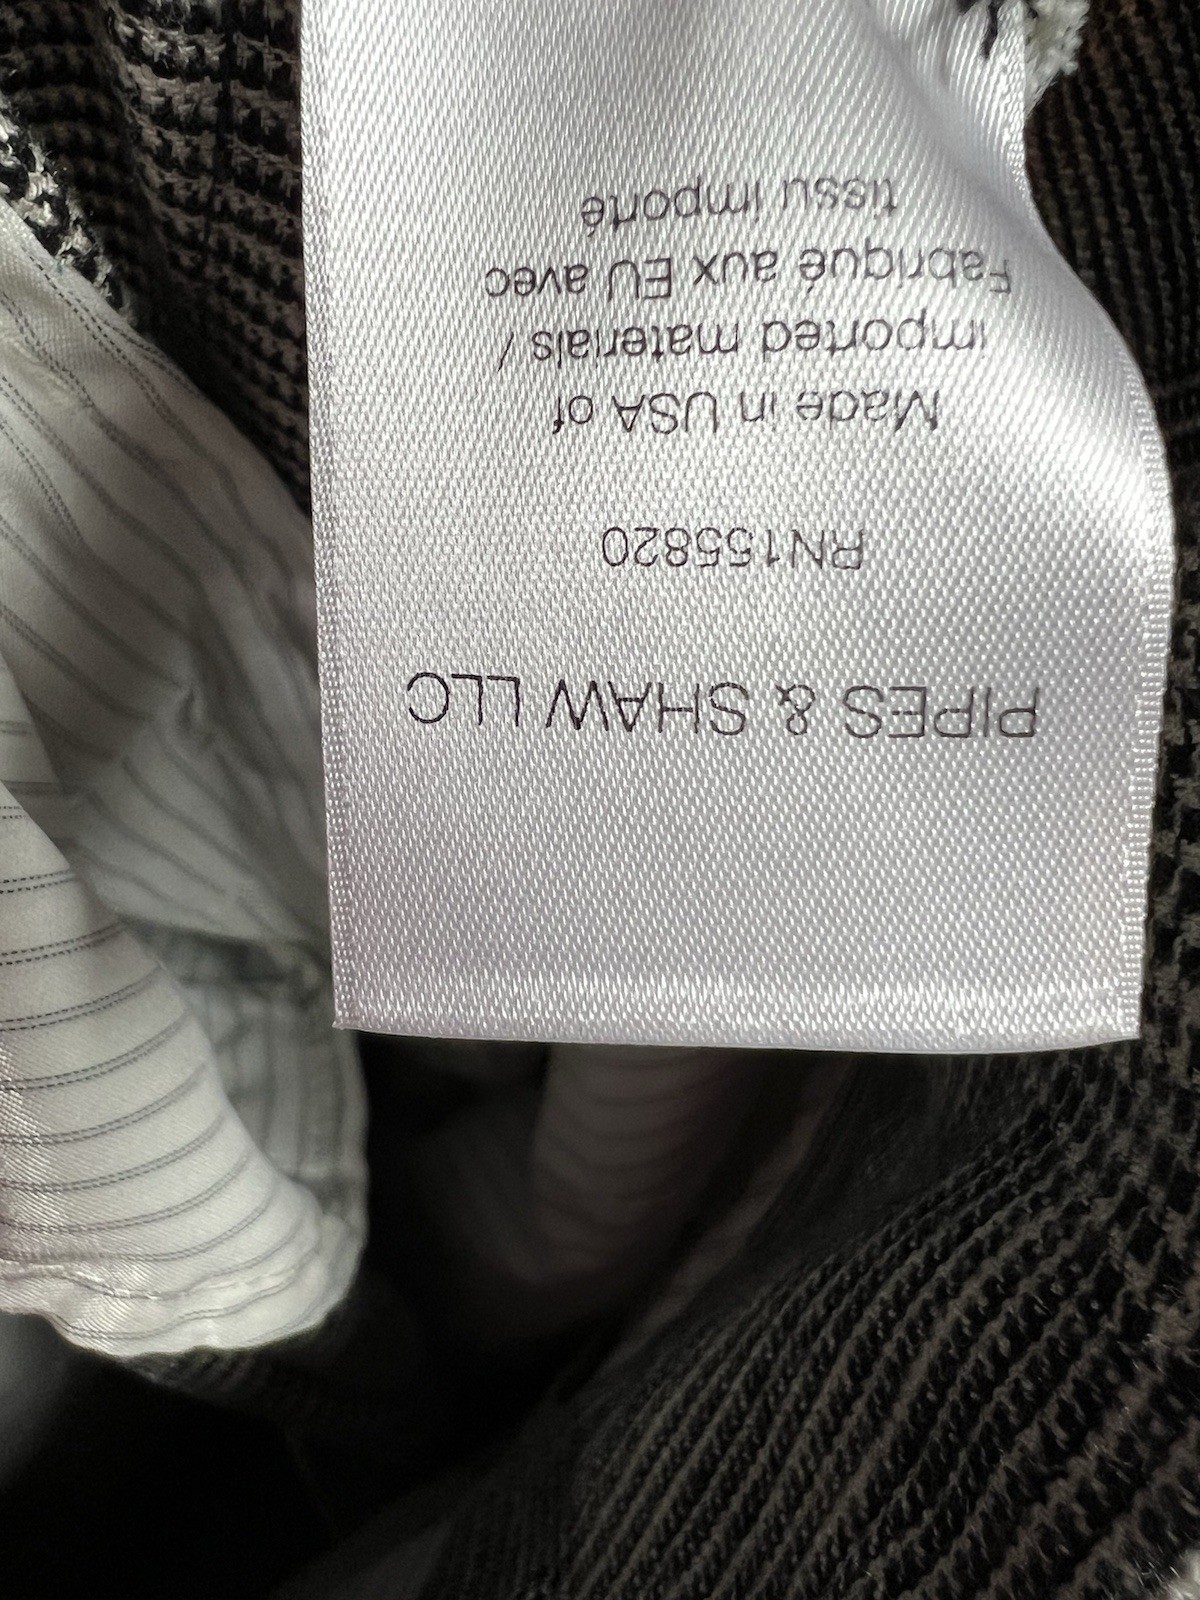 PIPES & SHAW LLC
RN155820
Made in USA of
imported materials /
Fabriqué aux EU avec
tissu importé